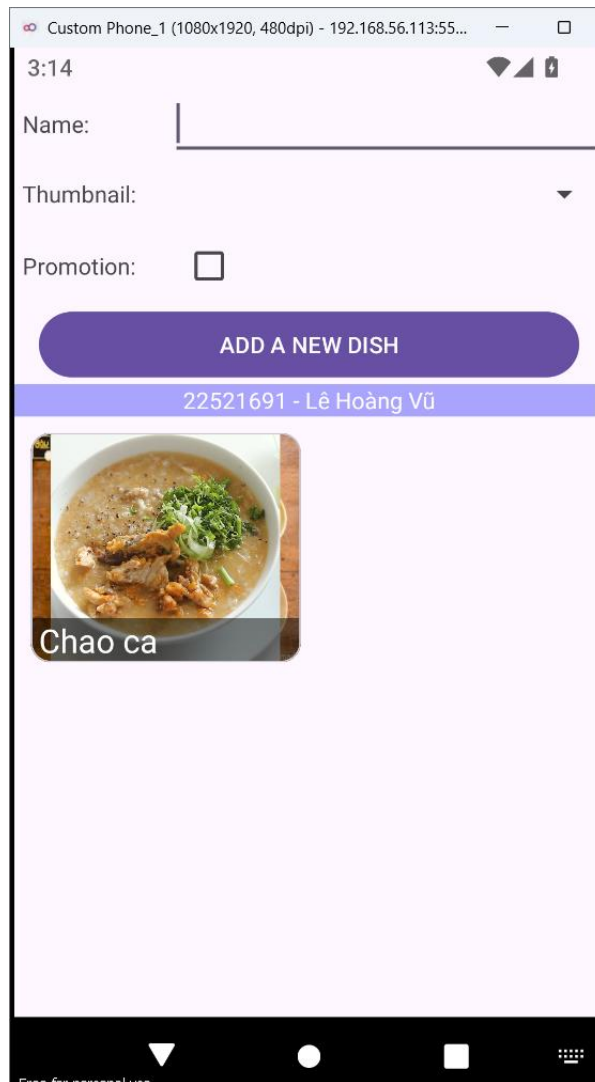 Custom Phone_1 (1080x1920, 480dpi) - 192.168.56.113:55...
3:14
Name:
Thumbnail:
Promotion:
ADD A NEW DISH
22521691 - Lê Hoàng Vũ
Chao ca
Free for personal use